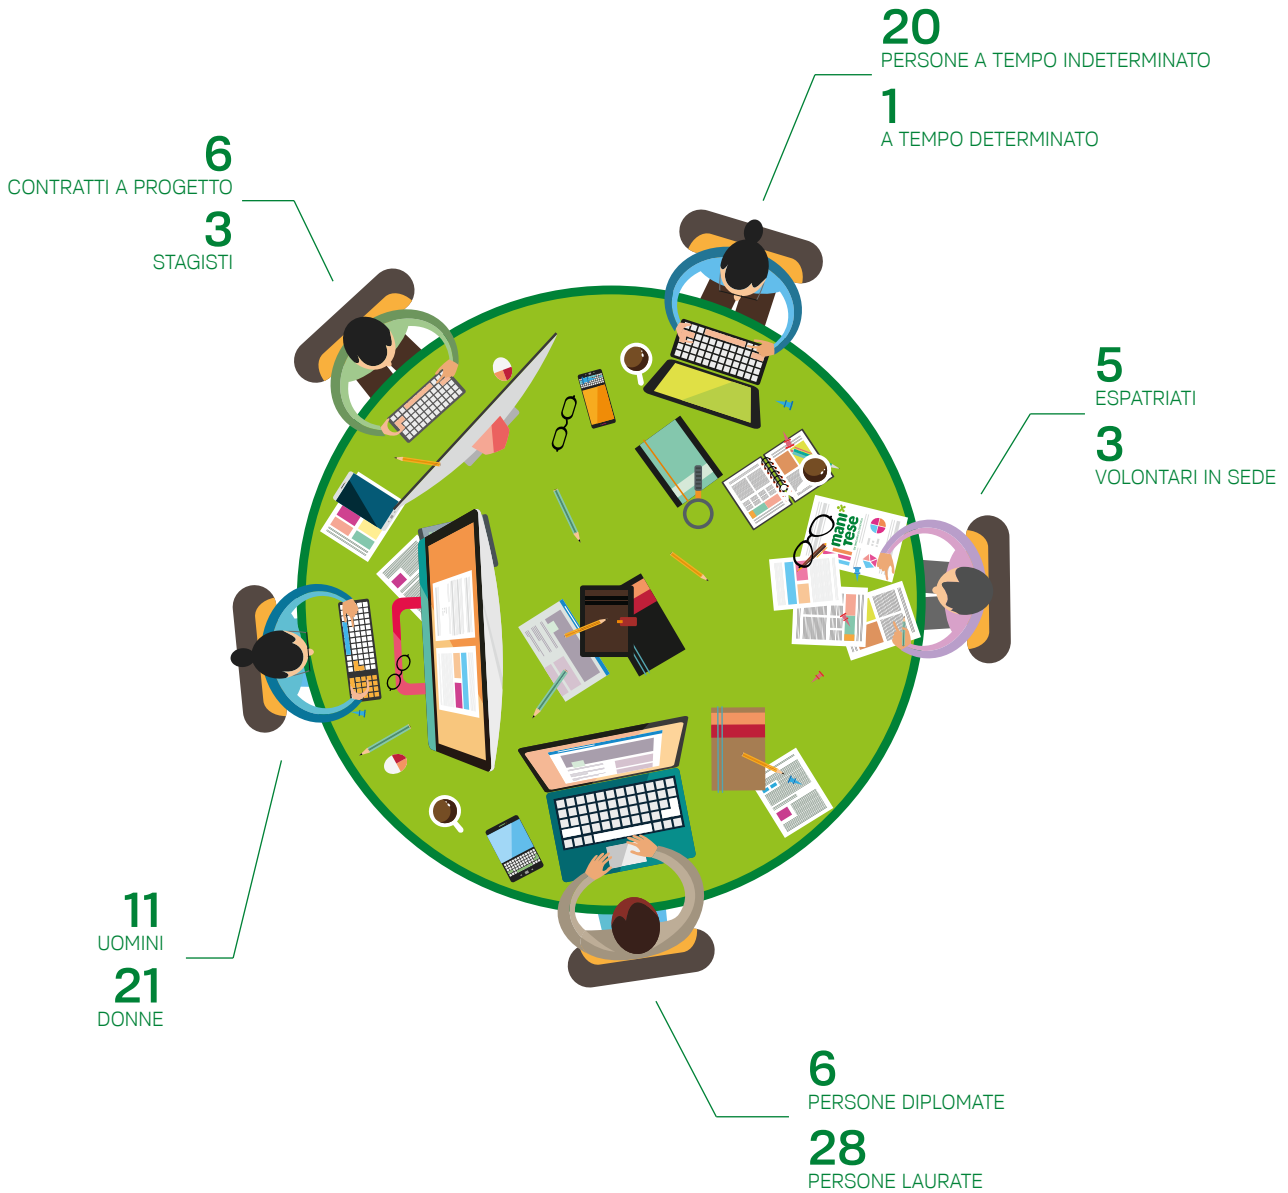 20
PERSONE A TEMPO INDETERMINATO
1
A TEMPO DETERMINATO
6
CONTRATTI A PROGETTO
3
STAGISTI
5
ESPATRIATI
3
VOLONTARI IN SEDE
mani
TESE
11
UOMINI
21
DONNE
6
PERSONE DIPLOMATE
28
PERSONE LAURATE